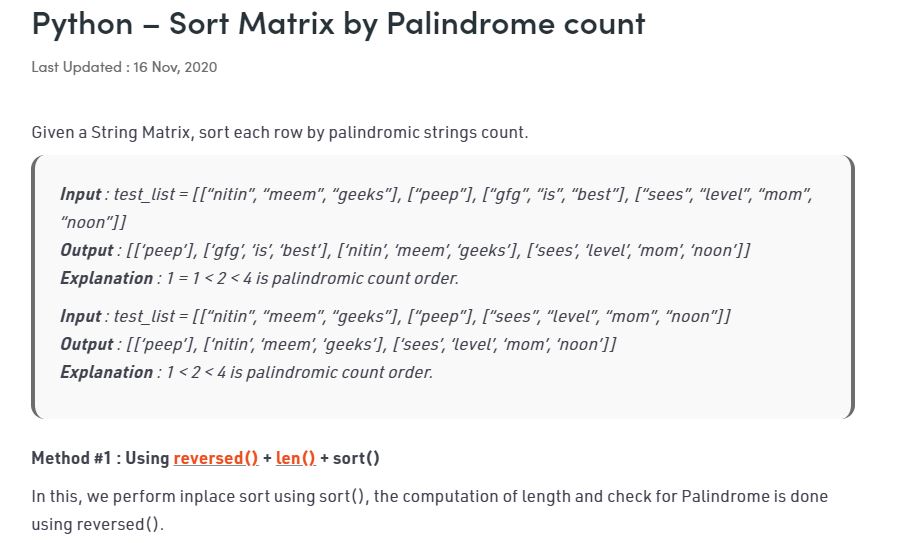 Python – Sort Matrix by Palindrome count
Last Updated : 16 Nov, 2020
Given a String Matrix, sort each row by palindromic strings count.
Input : test_list = [[“nitin”, “meem”, “geeks”], [“peep”], [“gfg”, “is”, “best”], [“sees”, “level”, “mom”,
“noon”]]
Output : [[‘peep’], [‘gfg’, ‘is’, ‘best’], [‘nitin’, ‘meem’, ‘geeks’], [‘sees’, ‘level’, ‘mom’, ‘noon’]]
Explanation : 1 = 1 < 2 < 4 is palindromic count order.
Input : test_list = [[“nitin”, “meem”, “geeks”], [“peep”], [“sees”, “level”, “mom”, “noon”]]
Output : [[‘peep’], [‘nitin’, ‘meem’, ‘geeks’], [‘sees’, ‘level’, ‘mom’, ‘noon’]]
Explanation : 1 < 2 < 4 is palindromic count order.
Method #1 : Using reversed() + len() + sort()
In this, we perform inplace sort using sort(), the computation of length and check for Palindrome is done
using reversed().